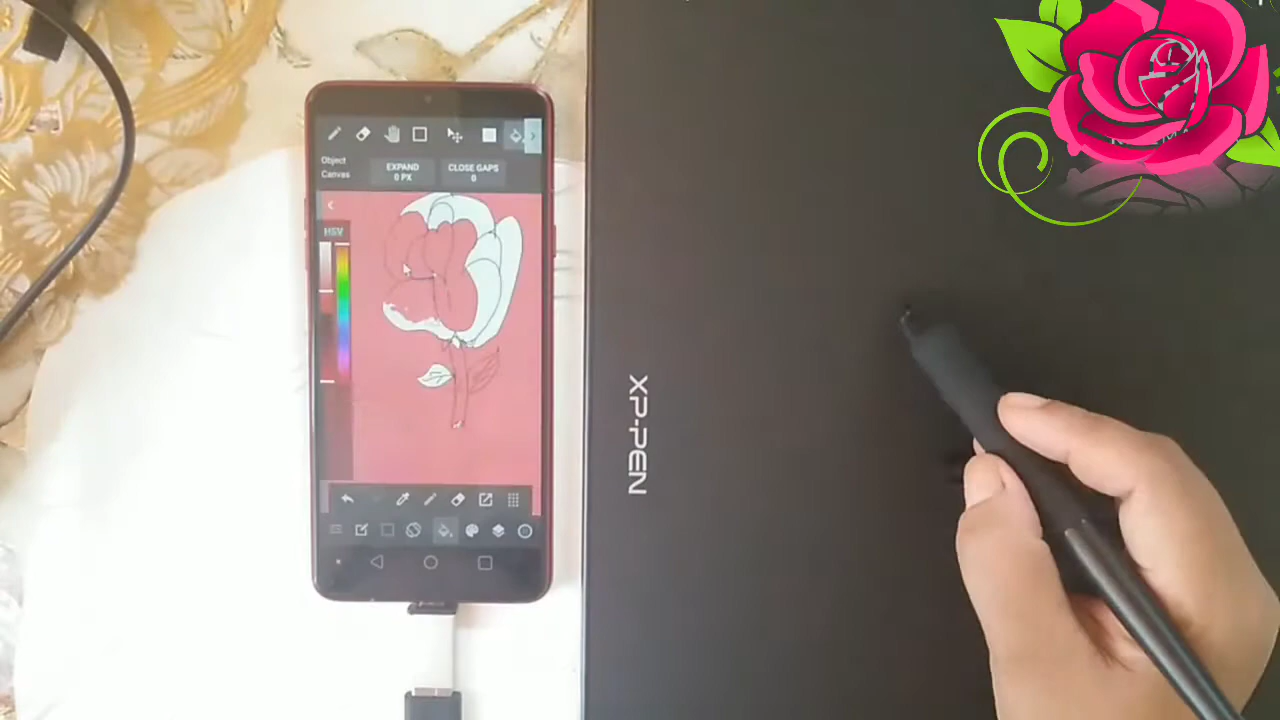 Object
Canvas
EXPAND
0 PX
CLOSE GAPS
0
HSV
XP-PEN